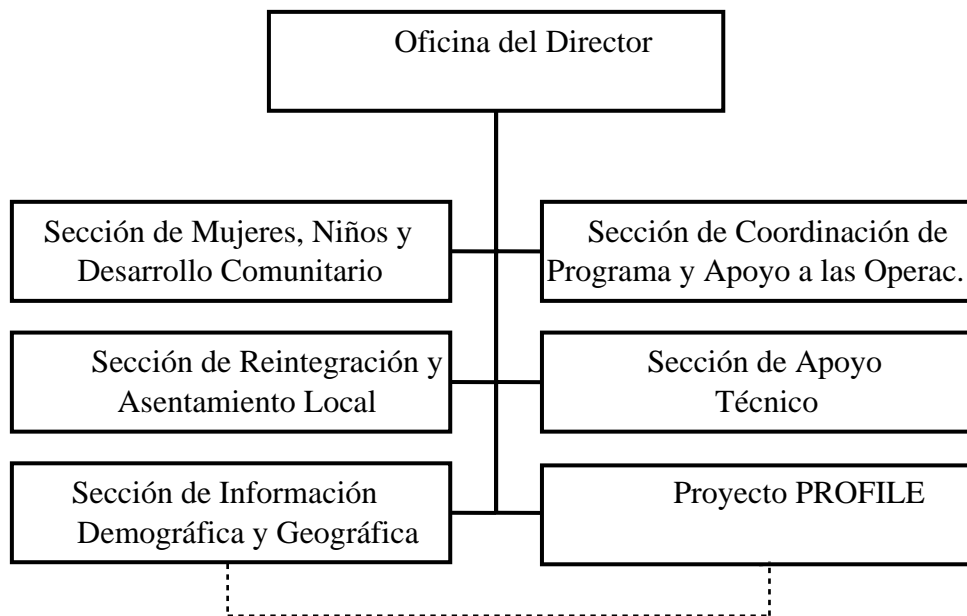 Oficina del Director
Sección de Mujeres, Niños y
Desarrollo Comunitario
Sección de Coordinación de
Programa y Apoyo a las Operac.
Sección de Reintegración y
Asentamiento Local
Sección de Apoyo
Técnico
Sección de Información
Demográfica y Geográfica
Proyecto PROFILE